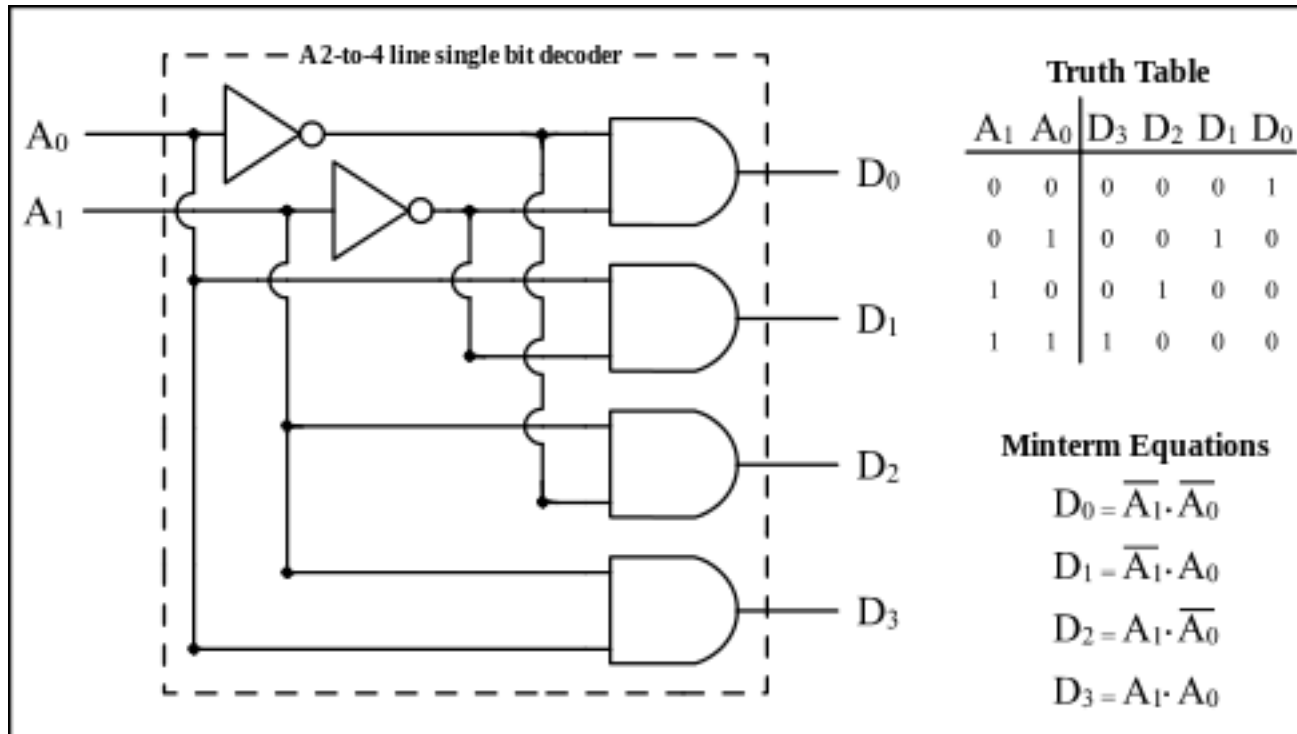 A 2-to-4 line single bit decoder
A₀
A₁
D₀
D₁
D₂
D₃
Truth Table
A₁ A₀ D₃ D₂ D₁ D₀
0 0 0 0 0 1
0 1 0 0 1 0
1 0 0 1 0 0
1 1 1 0 0 0
Minterm Equations
D₀ = A̅₁· A̅₀
D₁ = A̅₁· A₀
D₂ = A₁· A̅₀
D₃ = A₁· A₀